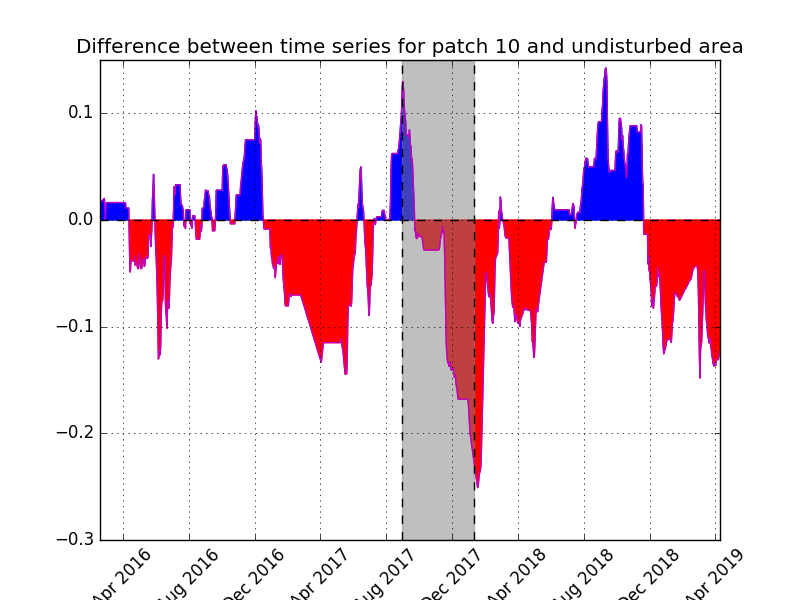 Difference between time series for patch 10 and undisturbed area
0.1
0.0
−0.1
−0.2
−0.3
Apr 2016
Aug 2016
Dec 2016
Apr 2017
Aug 2017
Dec 2017
Apr 2018
Aug 2018
Dec 2018
Apr 2019